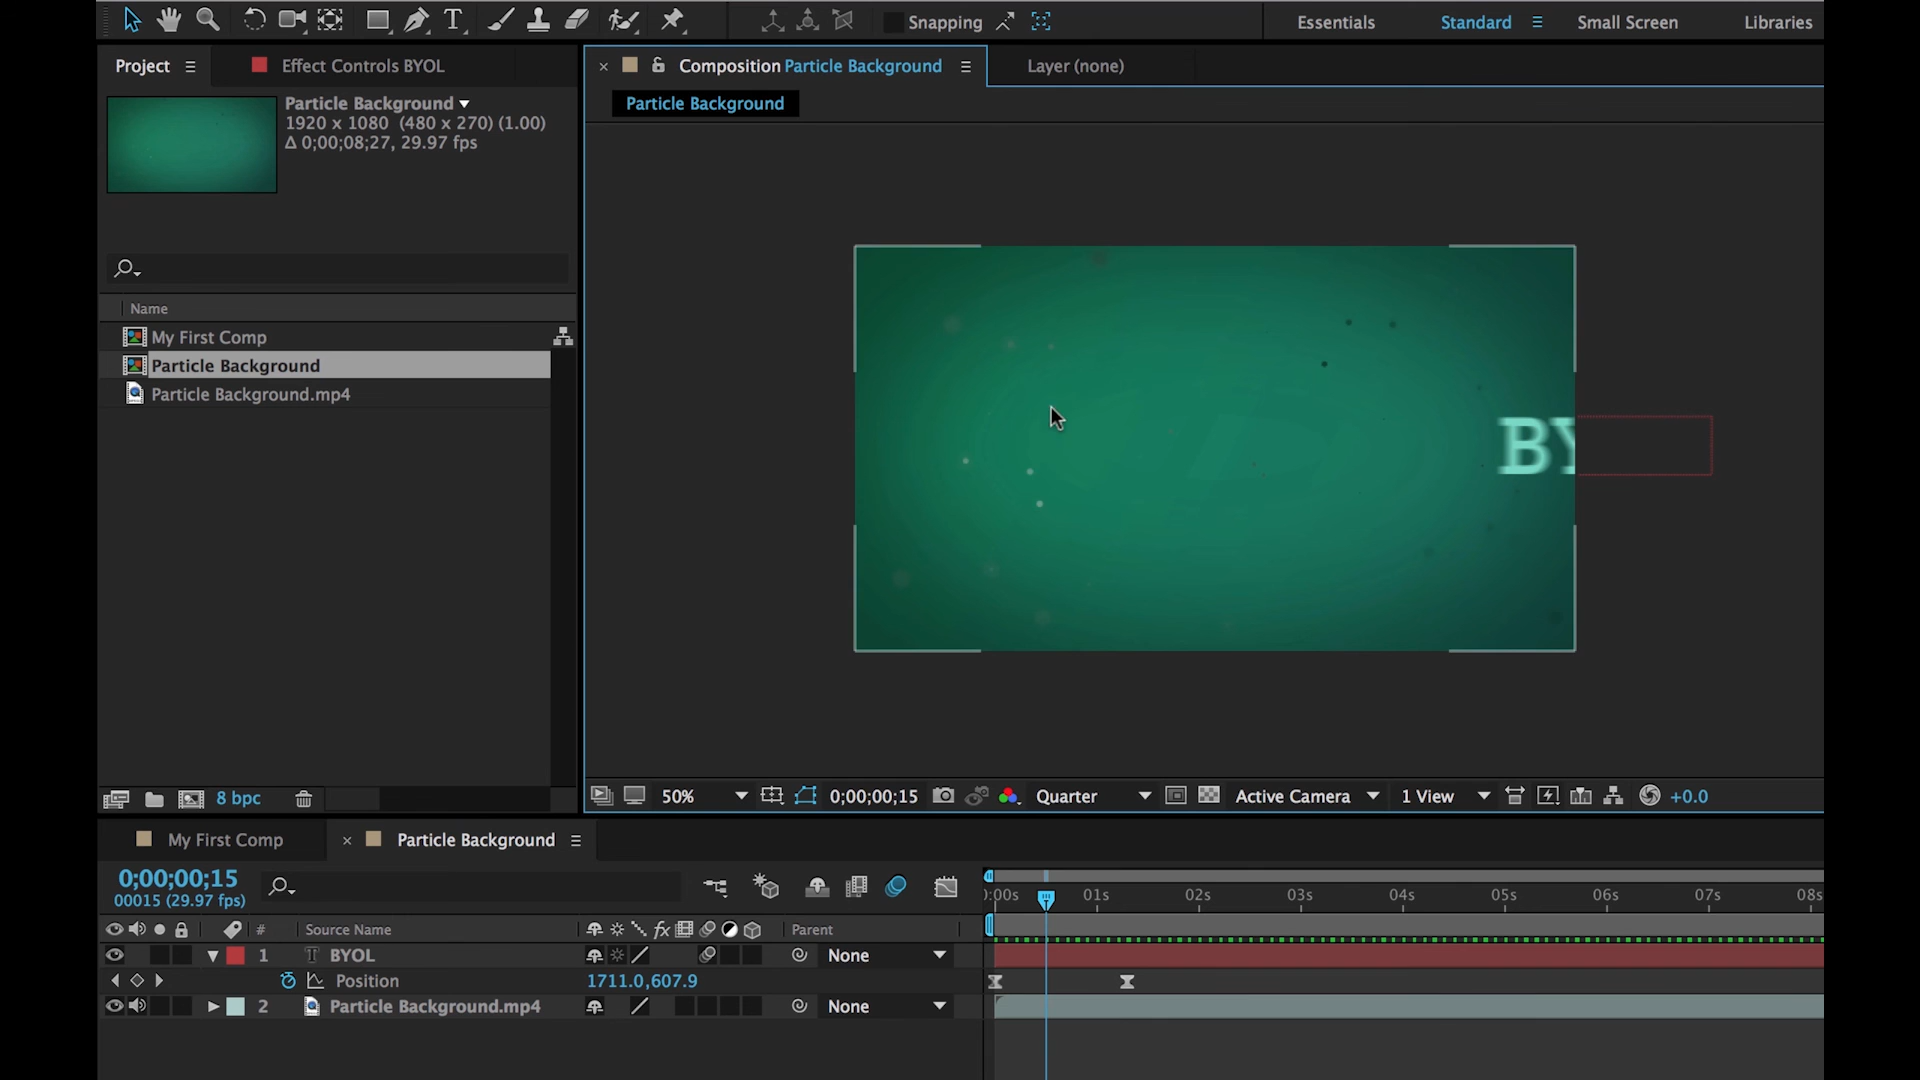 Snapping
Essentials
Standard
Small Screen
Libraries
Project
Effect Controls BYOL
Composition Particle Background
Layer (none)
Particle Background
1920 x 1080 (480 x 270) (1.00)
Δ 0;00;08;27, 29.97 fps
Particle Background
BY
Name
My First Comp
Particle Background
Particle Background.mp4
8 bpc
50%
0;00;00;15
Quarter
Active Camera
1 View
+0.0
My First Comp
Particle Background
0;00;00;15
00015 (29.97 fps)
):00s 01s 02s 03s 04s 05s 06s 07s 08s
# Source Name fx Parent
1 T BYOL None
Position 1711.0,607.9
2 Particle Background.mp4 None